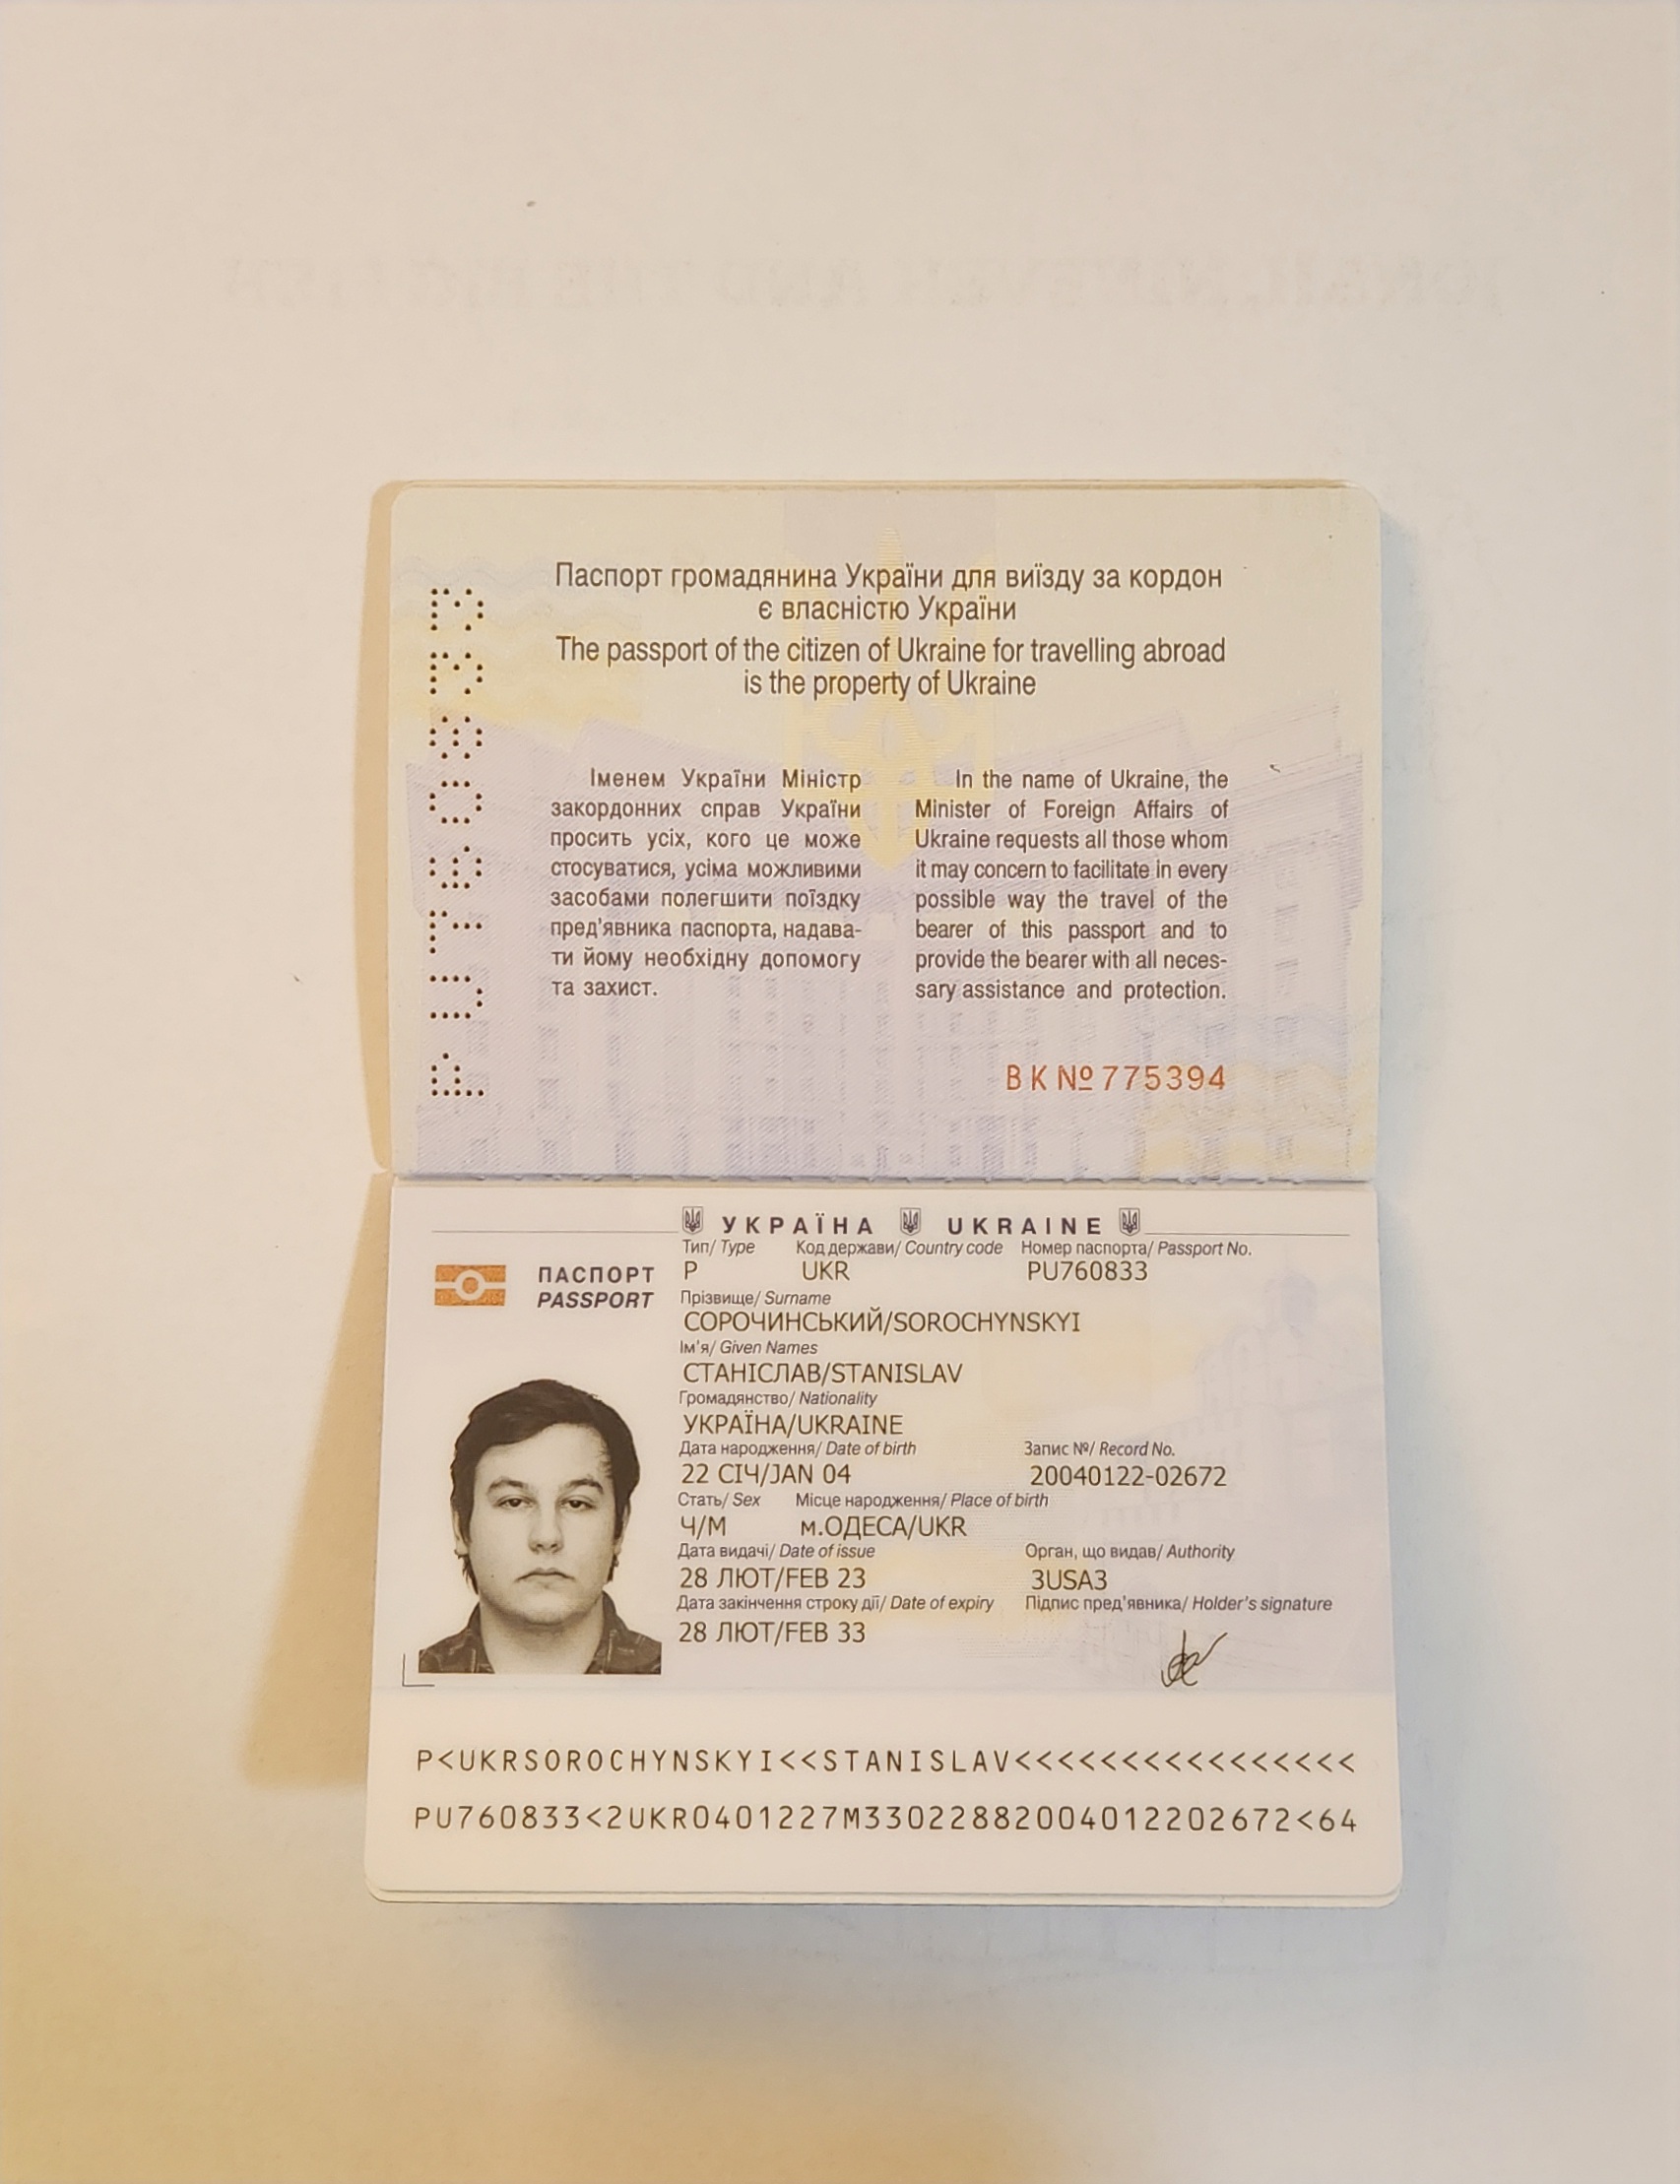 PU760833
Паспорт громадянина України для виїзду за кордон
є власністю України
The passport of the citizen of Ukraine for travelling abroad
is the property of Ukraine
Іменем України Міністр
закордонних справ України
просить усіх, кого це може
стосуватися, усіма можливими
засобами полегшити поїздку
пред'явника паспорта, надава-
ти йому необхідну допомогу
та захист.
In the name of Ukraine, the
Minister of Foreign Affairs of
Ukraine requests all those whom
it may concern to facilitate in every
possible way the travel of the
bearer of this passport and to
provide the bearer with all neces-
sary assistance and protection.
ВК №775394
УКРАЇНА UKRAINE
Тип/ Type Код держави/ Country code Номер паспорта/ Passport No.
ПАСПОРТ P UKR PU760833
PASSPORT
Прізвище/ Surname
СОРОЧИНСЬКИЙ/SOROCHYNSKYI
Ім'я/ Given Names
СТАНІСЛАВ/STANISLAV
Громадянство/ Nationality
УКРАЇНА/UKRAINE
Дата народження/ Date of birth Запис №/ Record No.
22 СІЧ/JAN 04 20040122-02672
Стать/ Sex Місце народження/ Place of birth
Ч/M м.ОДЕСА/UKR
Дата видачі/ Date of issue Орган, що видав/ Authority
28 ЛЮТ/FEB 23 3USA3
Дата закінчення строку дії/ Date of expiry Підпис пред'явника/ Holder's signature
28 ЛЮТ/FEB 33
P<UKRSOROCHYNSKYI<<STANISLAV<<<<<<<<<<<<<<<<
PU760833<2UKR0401227M33022882004012202672<64